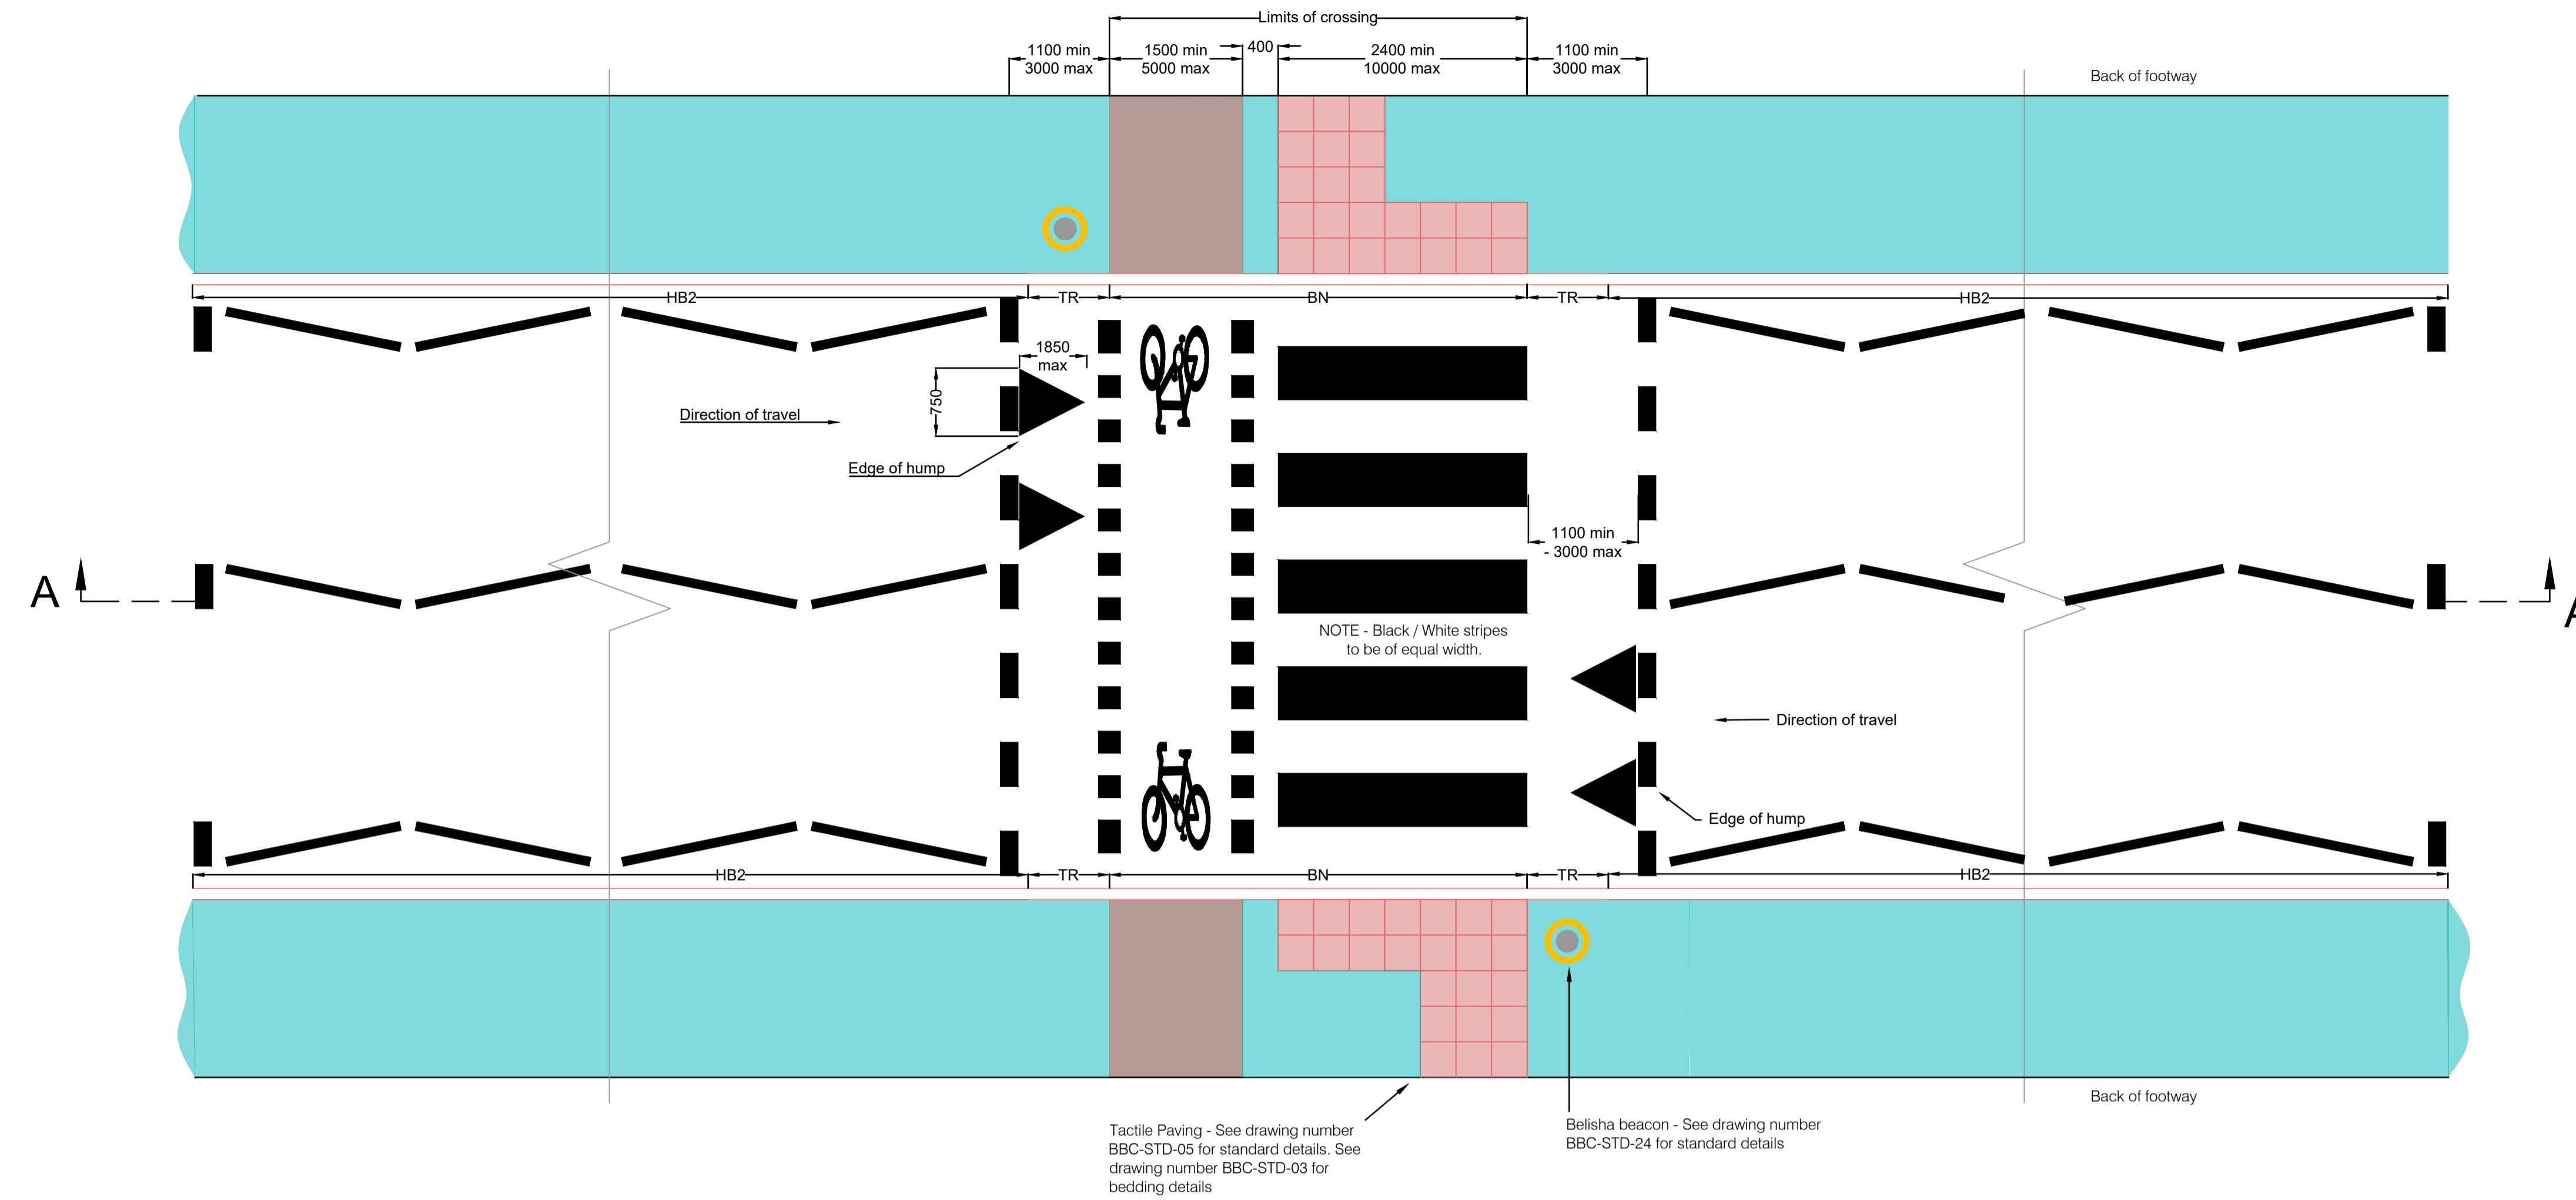 Limits of crossing
1100 min
3000 max
1500 min
5000 max
400
2400 min
10000 max
1100 min
3000 max
Back of footway
HB2
TR
BN
TR
HB2
1850
max
750
Direction of travel
Edge of hump
1100 min
- 3000 max
A
A
NOTE - Black / White stripes
to be of equal width.
Direction of travel
Edge of hump
HB2
TR
BN
TR
HB2
Back of footway
Tactile Paving - See drawing number
BBC-STD-05 for standard details. See
drawing number BBC-STD-03 for
bedding details
Belisha beacon - See drawing number
BBC-STD-24 for standard details